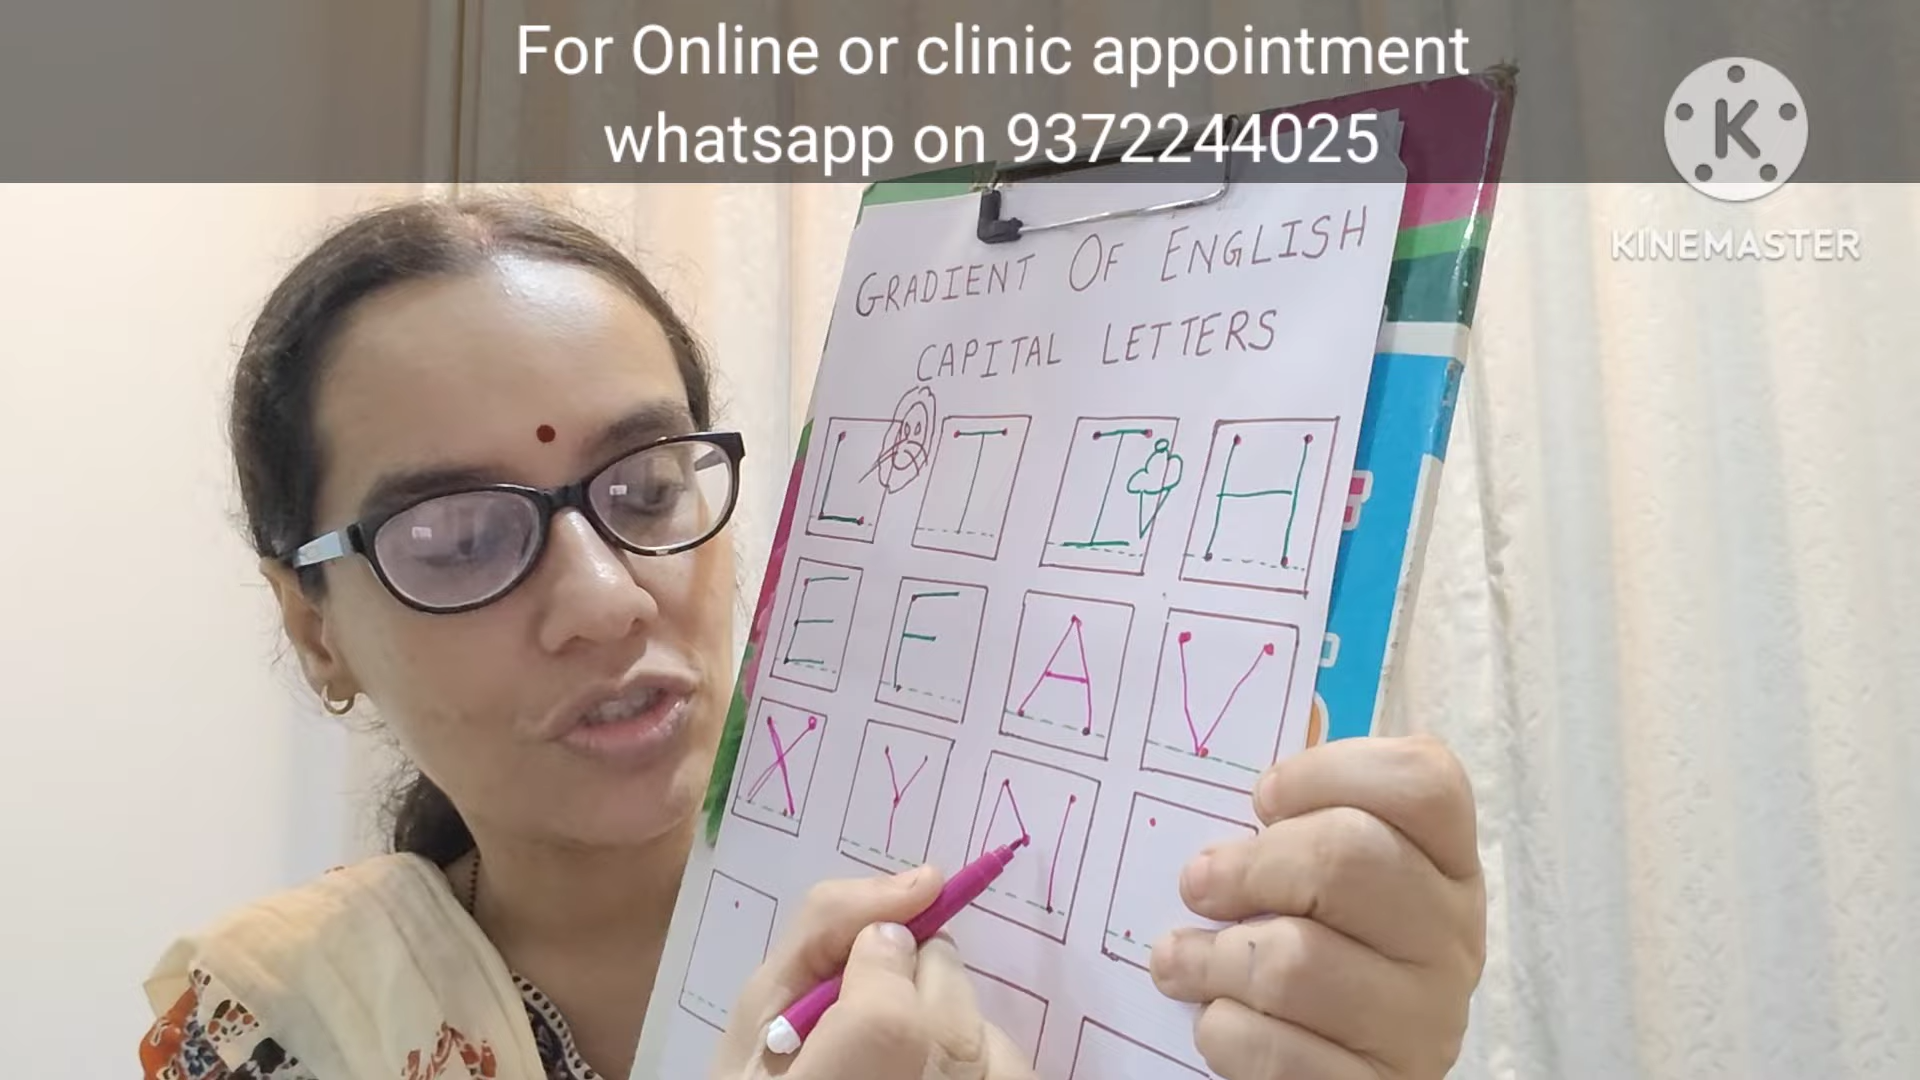 For Online or clinic appointment
whatsapp on 9372244025
K
KINEMASTER
GRADIENT OF ENGLISH
CAPITAL LETTERS
L T I H
E F A V
X Y N